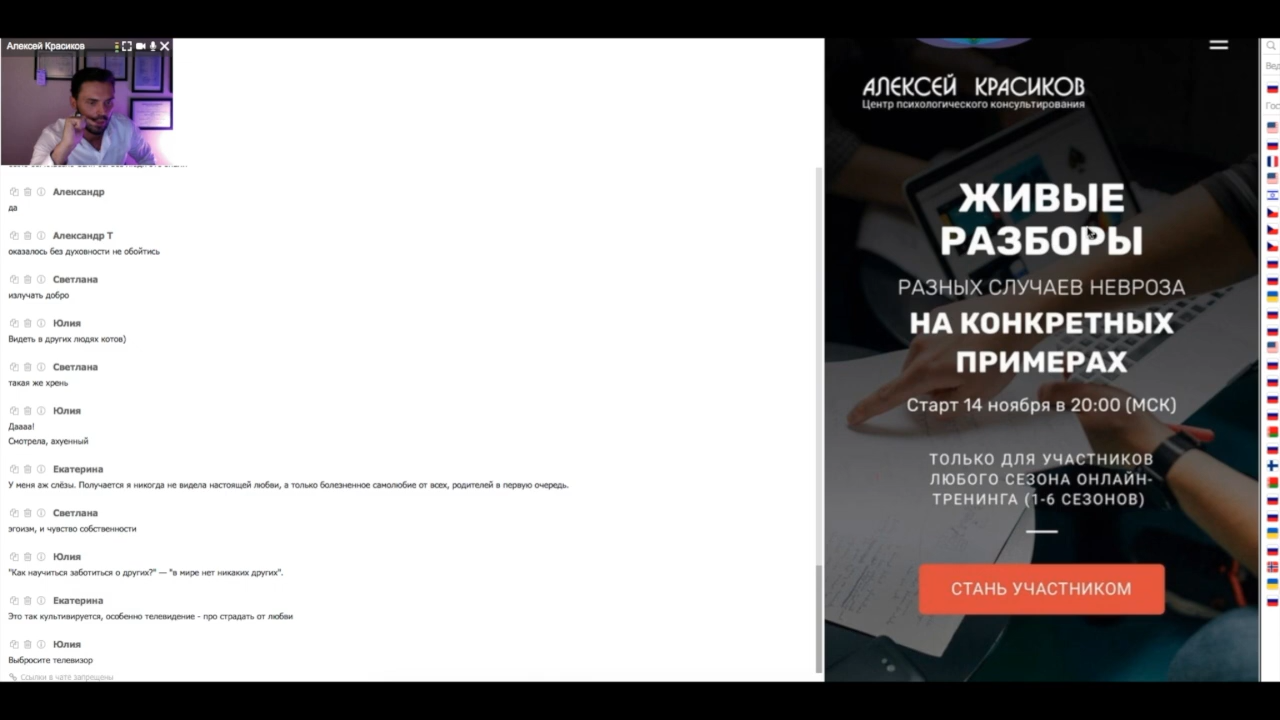 Алексей Красиков
Александр
да
Александр Т
оказалось без духовности не обойтись
Светлана
излучать добро
Юлия
Видеть в других людях котов)
Светлана
такая же хрень
Юлия
Даааа!
Смотрела, ахуенный
Екатерина
У меня аж слёзы. Получается я никогда не видела настоящей любви, а только болезненное самолюбие от всех, родителей в первую очередь.
Светлана
эгоизм, и чувство собственности
Юлия
"Как научиться заботиться о других?" — "в мире нет никаких других".
Екатерина
Это так культивируется, особенно телевидение - про страдать от любви
Юлия
Выбросите телевизор
Ссылки в чате запрещены
АЛЕКСЕЙ КРАСИКОВ
Центр психологического консультирования
ЖИВЫЕ
РАЗБОРЫ
РАЗНЫХ СЛУЧАЕВ НЕВРОЗА
НА КОНКРЕТНЫХ
ПРИМЕРАХ
Старт 14 ноября в 20:00 (МСК)
ТОЛЬКО ДЛЯ УЧАСТНИКОВ
ЛЮБОГО СЕЗОНА ОНЛАЙН-
ТРЕНИНГА (1-6 СЕЗОНОВ)
СТАНЬ УЧАСТНИКОМ
Вед
Гос